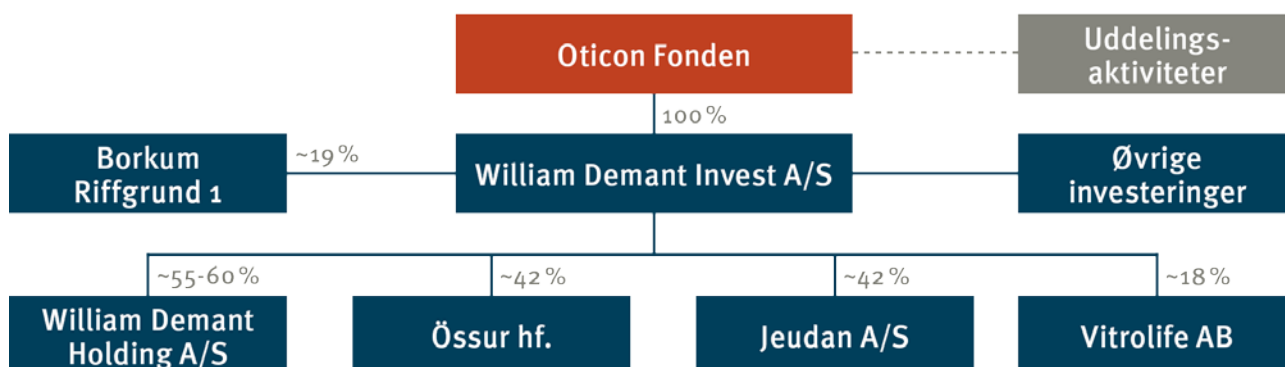 Oticon Fonden
Uddelings-
aktiviteter
100%
Borkum
Riffgrund 1
~19%
William Demant Invest A/S
Øvrige
investeringer
~55-60%
~42%
~42%
~18%
William Demant
Holding A/S
Össur hf.
Jeudan A/S
Vitrolife AB